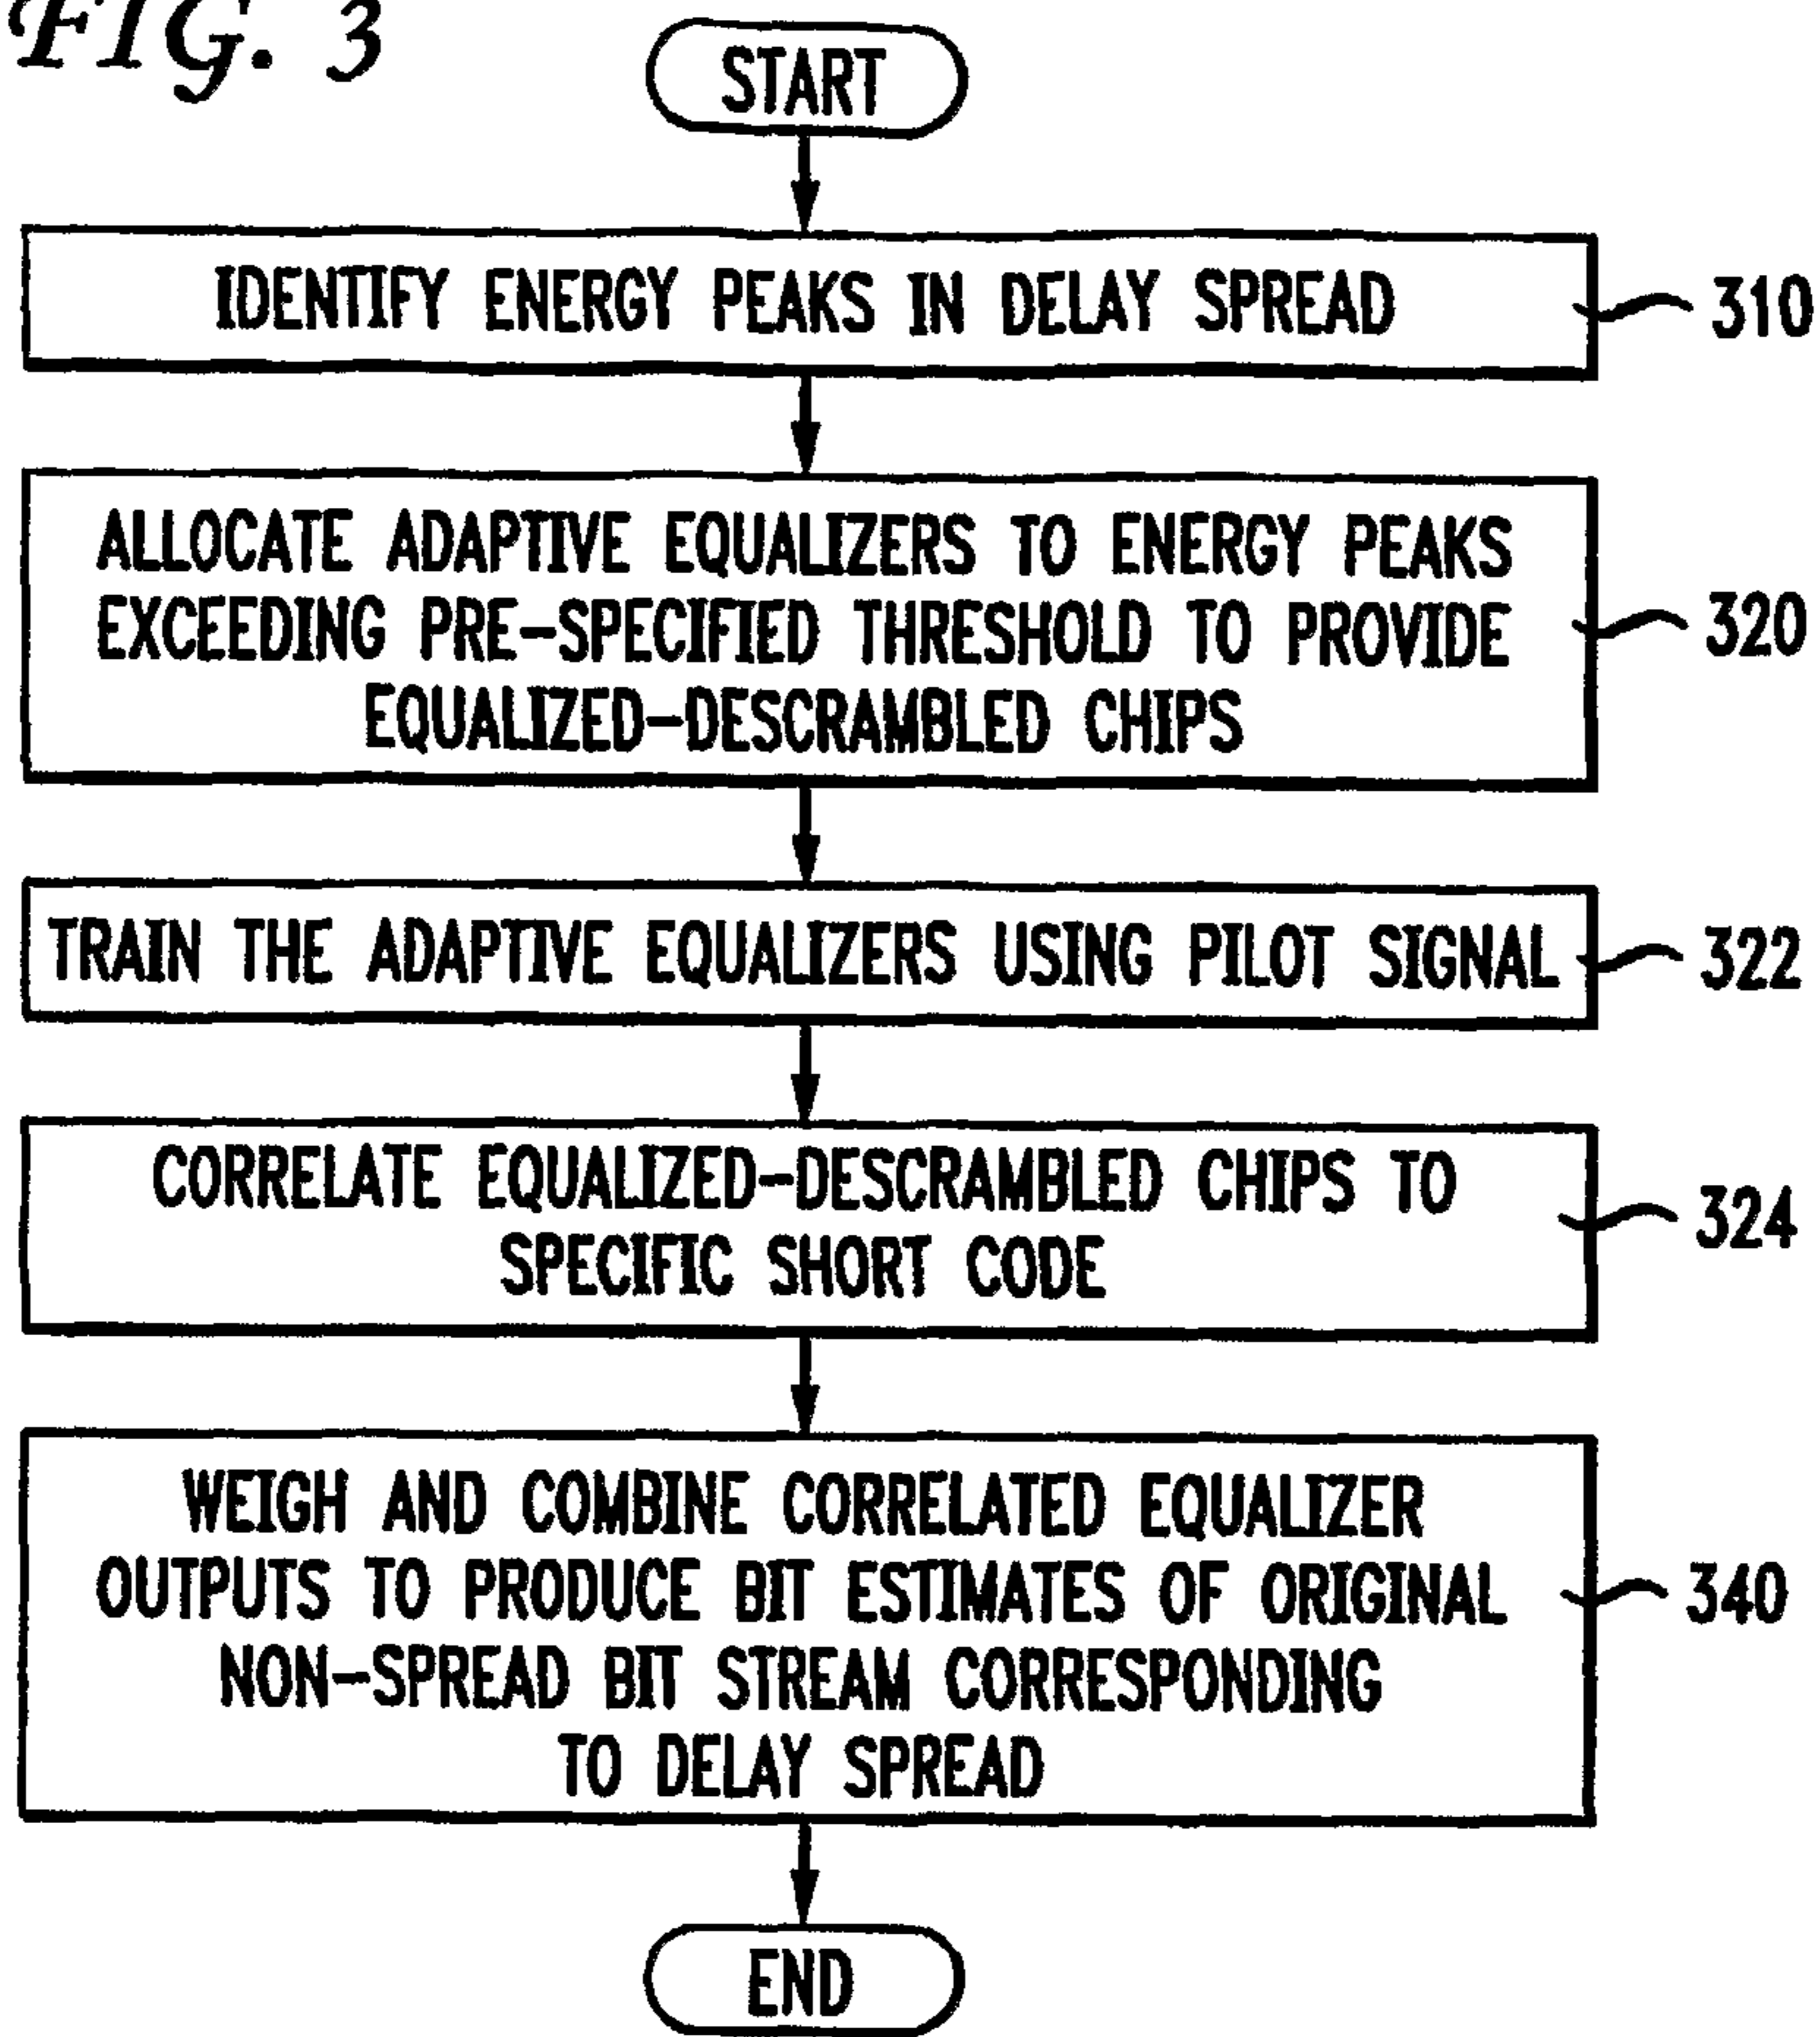 FIG. 3
START
IDENTIFY ENERGY PEAKS IN DELAY SPREAD
310
ALLOCATE ADAPTIVE EQUALIZERS TO ENERGY PEAKS
EXCEEDING PRE-SPECIFIED THRESHOLD TO PROVIDE
EQUALIZED-DESCRAMBLED CHIPS
320
TRAIN THE ADAPTIVE EQUALIZERS USING PILOT SIGNAL
322
CORRELATE EQUALIZED-DESCRAMBLED CHIPS TO
SPECIFIC SHORT CODE
324
WEIGH AND COMBINE CORRELATED EQUALIZER
OUTPUTS TO PRODUCE BIT ESTIMATES OF ORIGINAL
NON-SPREAD BIT STREAM CORRESPONDING
TO DELAY SPREAD
340
END